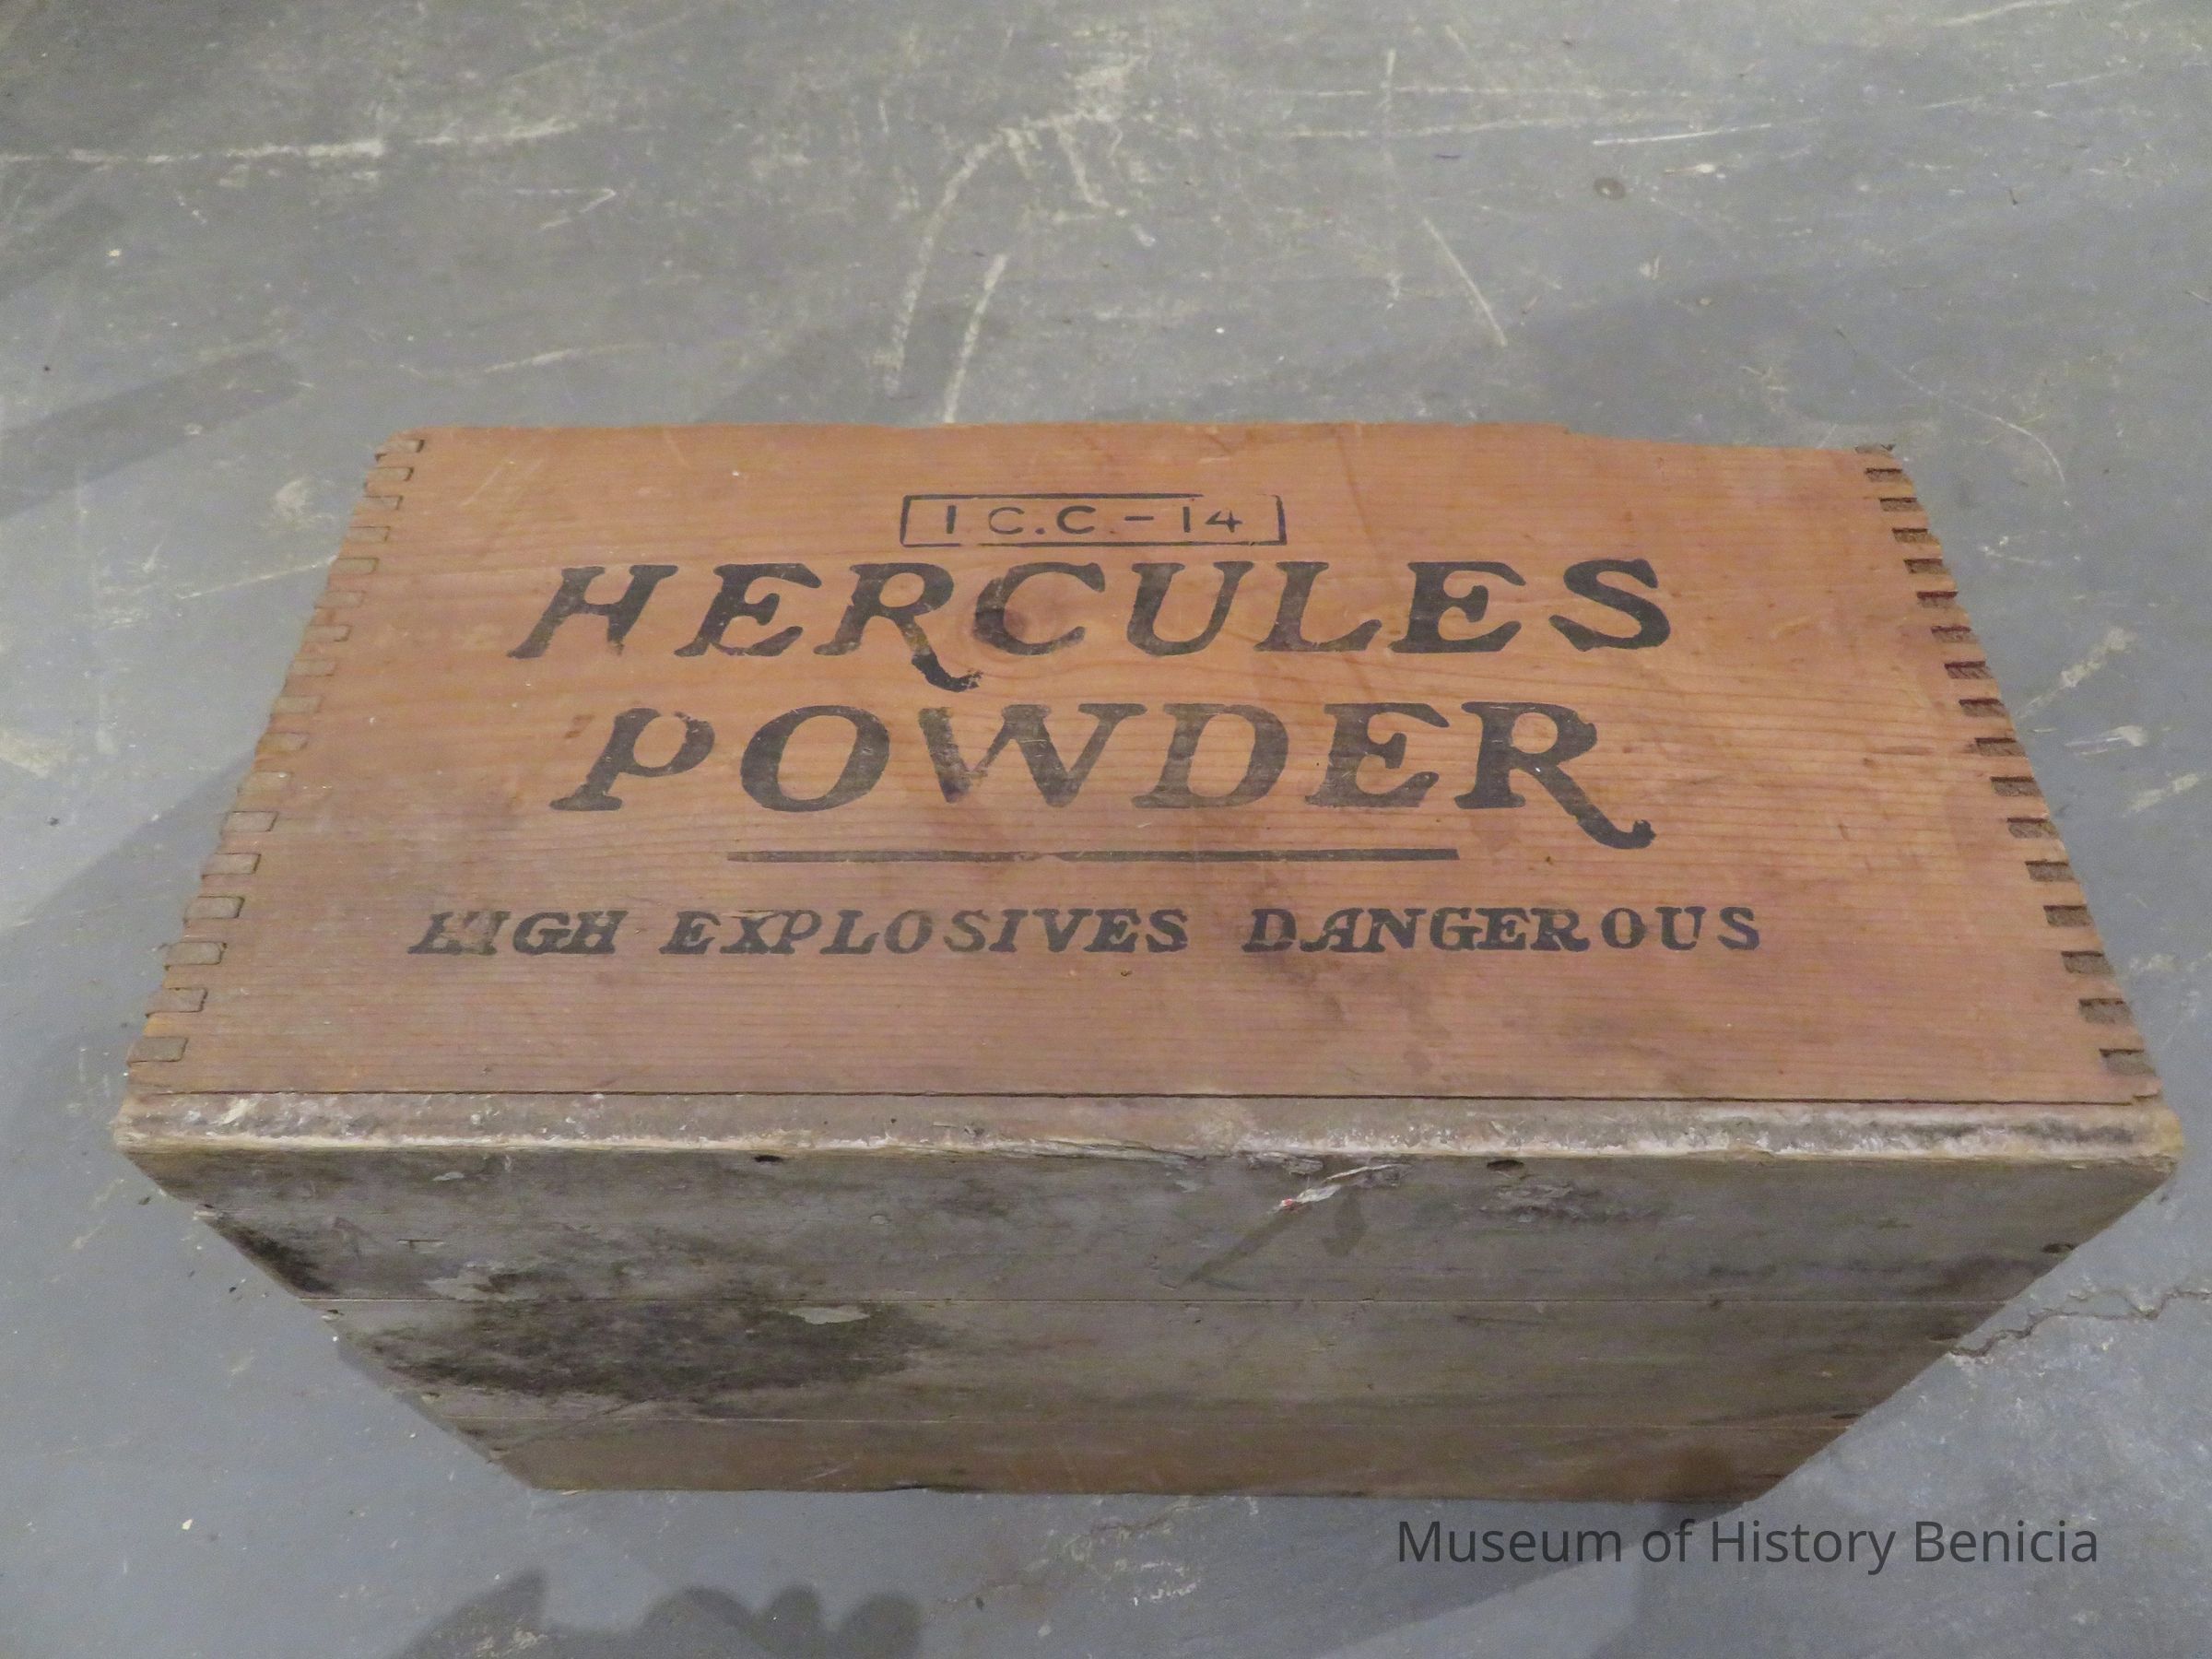 I C.C.-14
HERCULES
POWDER
HIGH EXPLOSIVES DANGEROUS
Museum of History Benicia